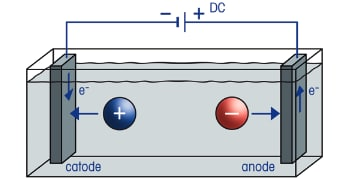 − + DC
e⁻ e⁻
+ −
catode anode